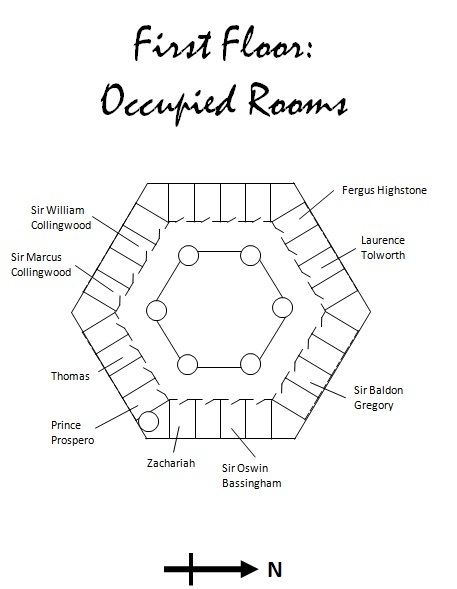 First Floor:
Occupied Rooms
Fergus Highstone
Sir William
Collingwood
Laurence
Tolworth
Sir Marcus
Collingwood
Thomas
Sir Baldon
Gregory
Prince
Prospero
Zachariah
Sir Oswin
Bassingham
N